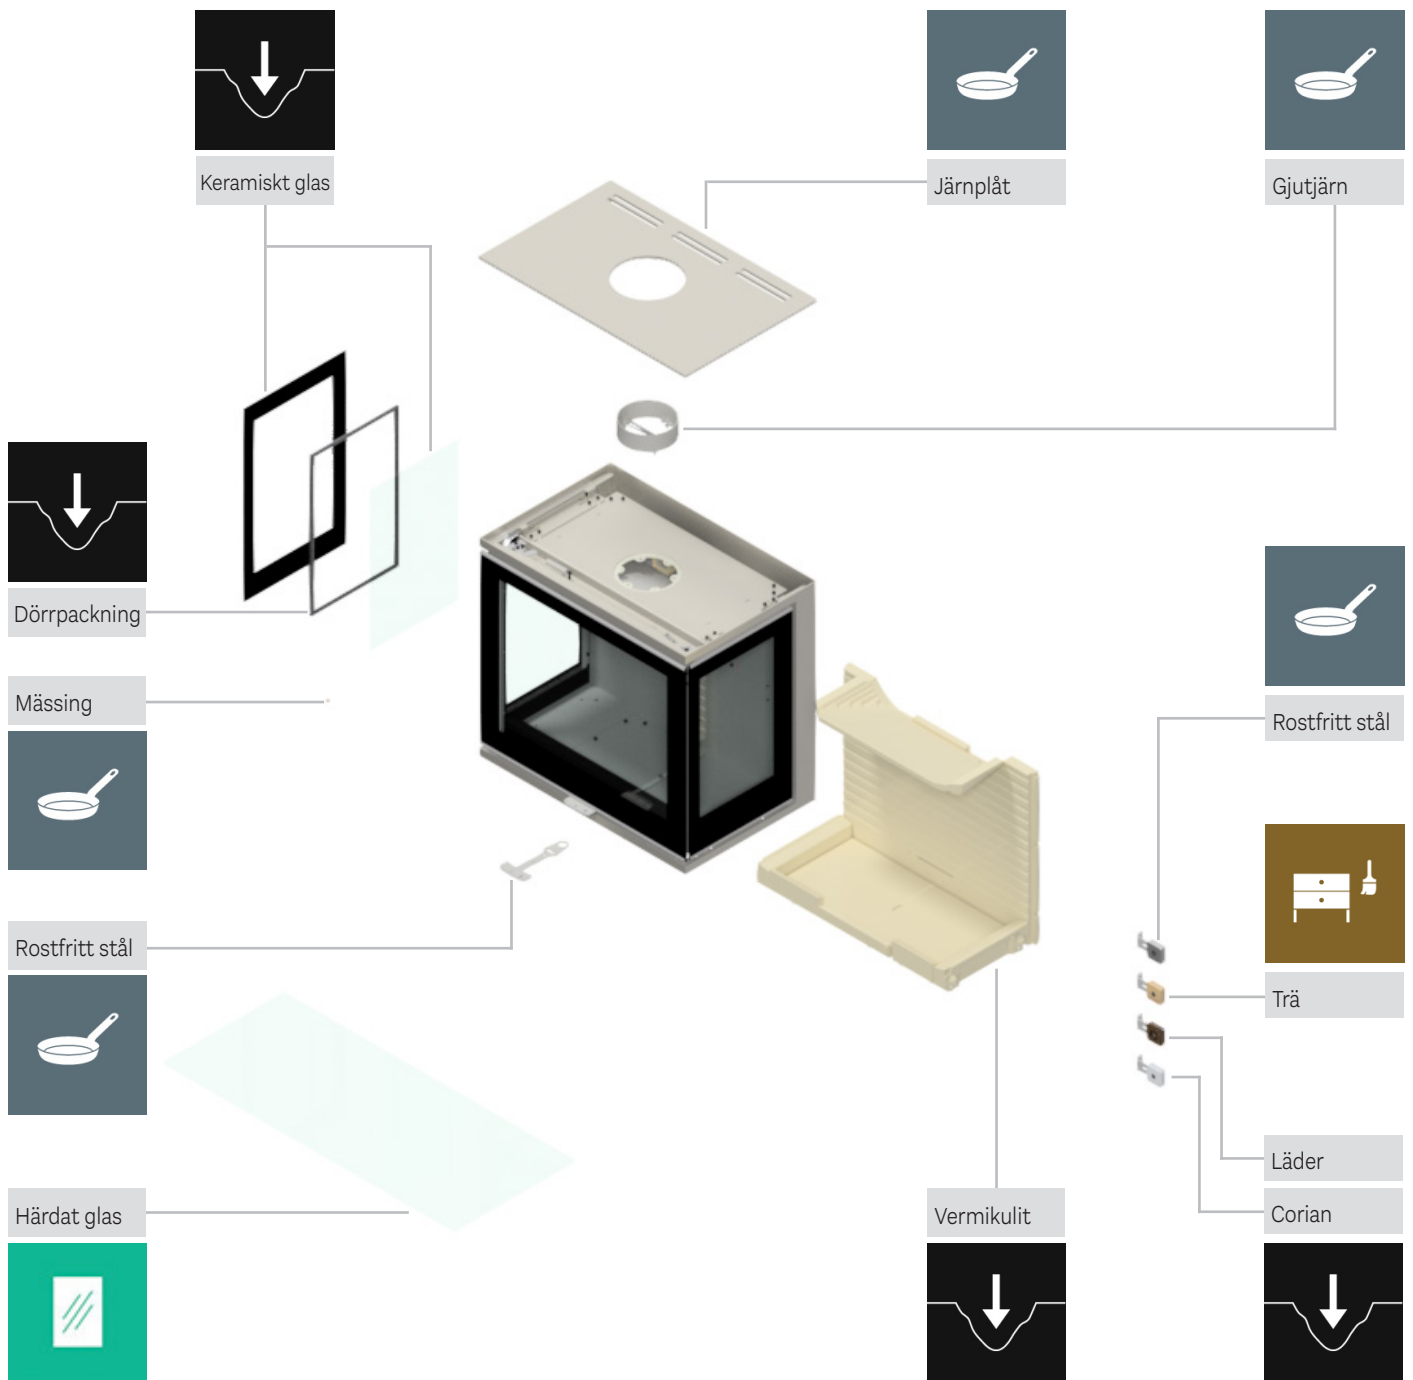 Keramiskt glas
Järnplåt
Gjutjärn
Dörrpackning
Mässing
Rostfritt stål
Rostfritt stål
Trä
Läder
Härdat glas
Vermikulit
Corian